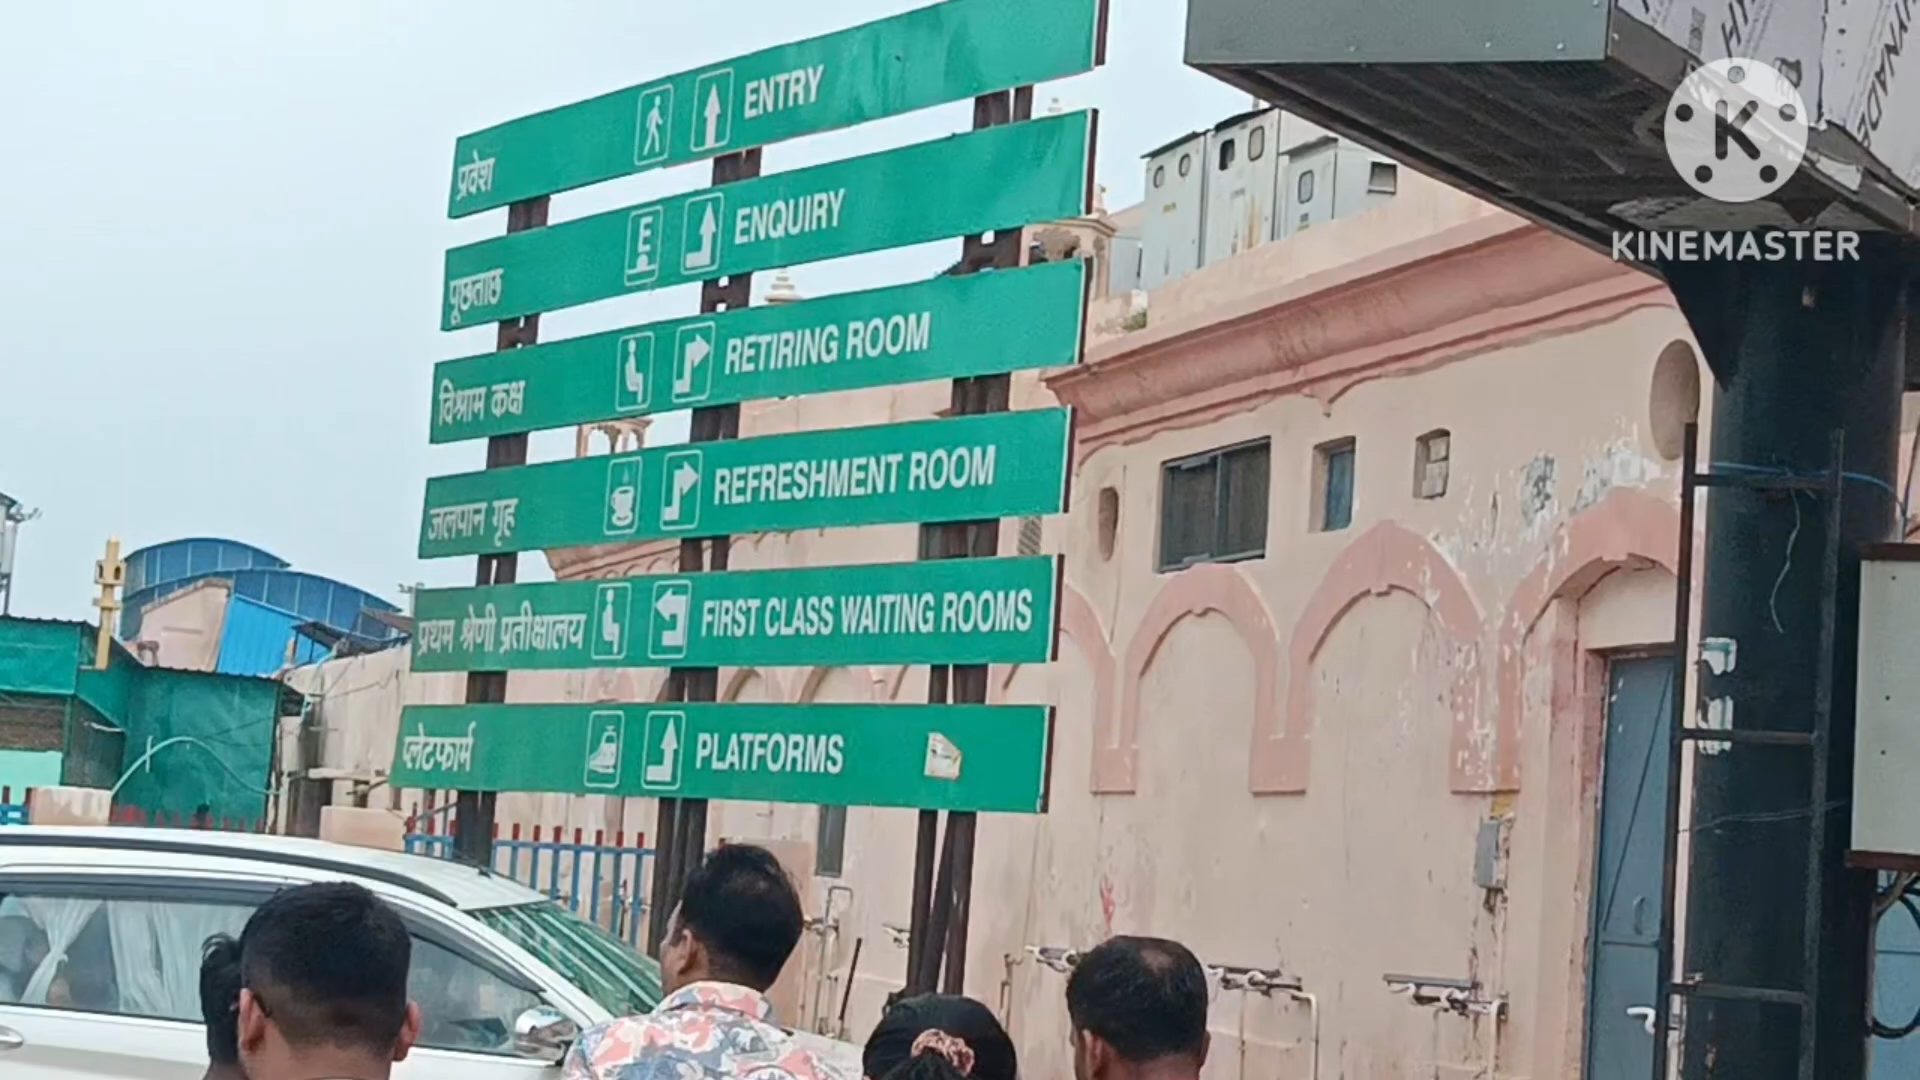 प्रवेश ENTRY
पूछताछ E ENQUIRY
विश्राम कक्ष RETIRING ROOM
जलपान गृह REFRESHMENT ROOM
प्रथम श्रेणी प्रतीक्षालय FIRST CLASS WAITING ROOMS
प्लेटफार्म PLATFORMS
K
KINEMASTER